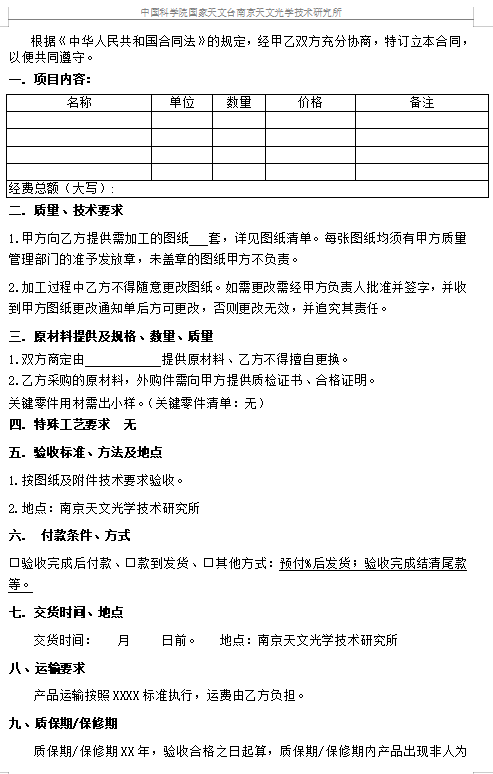 中国科学院国家天文台南京天文光学技术研究所
根据《中华人民共和国合同法》的规定，经甲乙双方充分协商，特订立本合同，
以便共同遵守。
一．项目内容：
名称 单位 数量 价格 备注
经费总额（大写）：
二．质量、技术要求
1.甲方向乙方提供需加工的图纸___套，详见图纸清单。每张图纸均须有甲方质量
管理部门的准予发放章，未盖章的图纸甲方不负责。
2.加工过程中乙方不得随意更改图纸。如需更改需经甲方负责人批准并签字，并收
到甲方图纸更改通知单后方可更改，否则更改无效，并追究其责任。
三．原材料提供及规格、数量、质量
1.双方商定由____________提供原材料、乙方不得擅自更换。
2.乙方采购的原材料，外购件需向甲方提供质检证书、合格证明。
关键零件用材需出小样。（关键零件清单：无）
四．特殊工艺要求 无
五．验收标准、方法及地点
1.按图纸及附件技术要求验收。
2.地点：南京天文光学技术研究所
六． 付款条件、方式
□验收完成后付款、□款到发货、□其他方式：预付%后发货；验收完成结清尾款
等。
七．交货时间、地点
交货时间： 月 日前。 地点：南京天文光学技术研究所
八、运输要求
产品运输按照 XXXX 标准执行，运费由乙方负担。
九、质保期/保修期
质保期/保修期 XX 年，验收合格之日起算，质保期/保修期内产品出现非人为